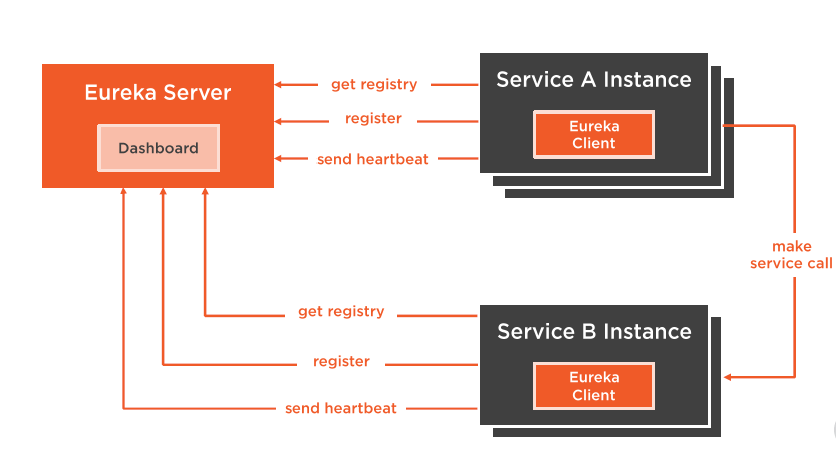 Eureka Server
Dashboard
get registry
register
send heartbeat
Service A Instance
Eureka
Client
make
service call
get registry
register
send heartbeat
Service B Instance
Eureka
Client